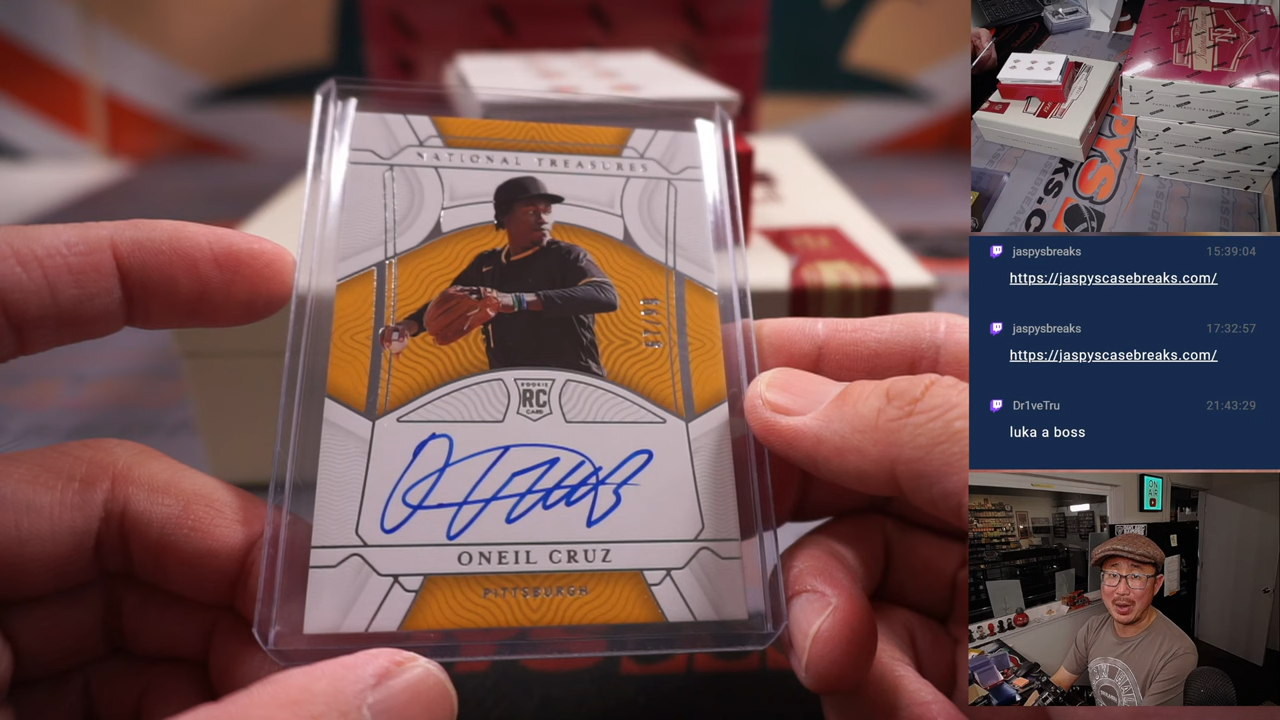 NATIONAL TREASURES
ROOKIE
RC
CARD
ONEIL CRUZ
PITTSBURGH
jaspysbreaks 15:39:04
https://jaspyscasebreaks.com/
jaspysbreaks 17:32:57
https://jaspyscasebreaks.com/
Dr1veTru 21:43:29
luka a boss
ON
AIR